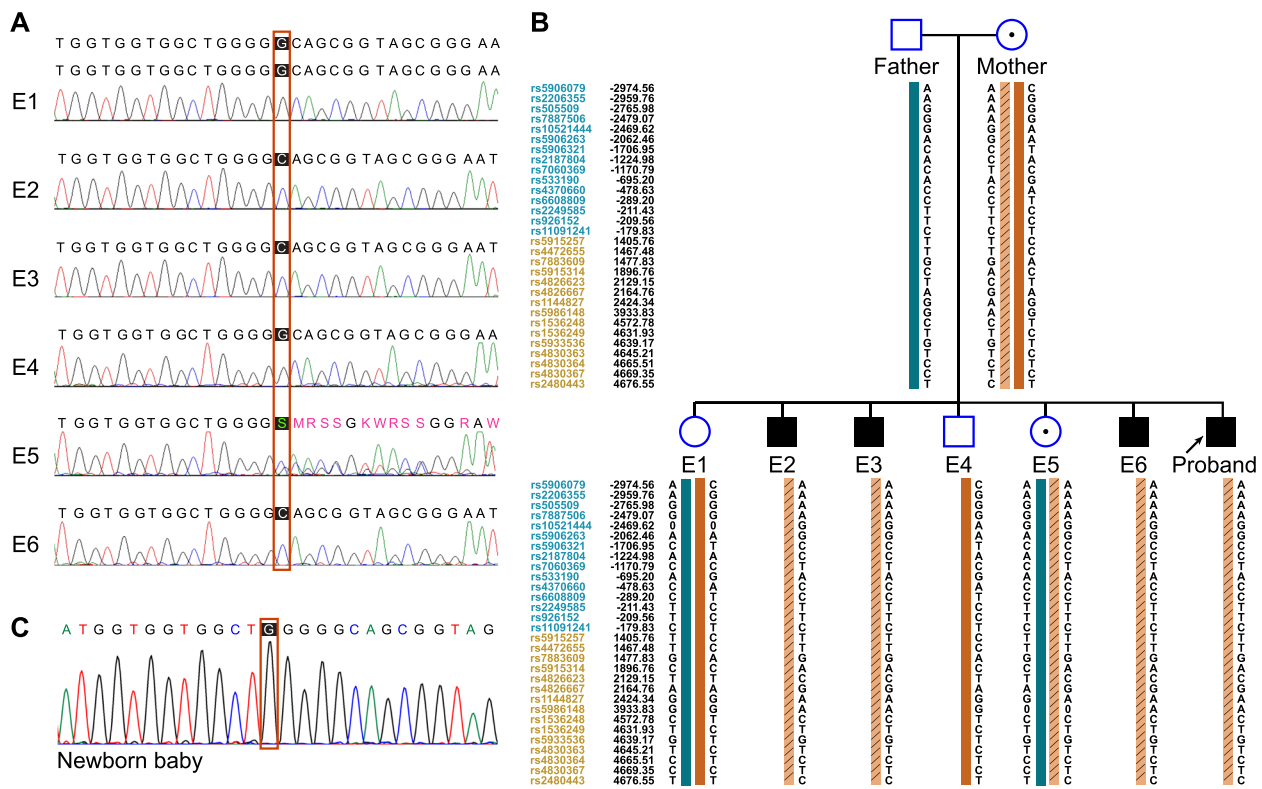 A
T G G T G G T G G C T G G G G G C A G C G G T A G C G G G A A
T G G T G G T G G C T G G G G G C A G C G G T A G C G G G A A
E1
T G G T G G T G G C T G G G G C A G C G G T A G C G G G A A T
E2
T G G T G G T G G C T G G G G C A G C G G T A G C G G G A A T
E3
T G G T G G T G G C T G G G G G C A G C G G T A G C G G G A A
E4
T G G T G G T G G C T G G G G S M R S S G K W R S S G G R A W
E5
T G G T G G T G G C T G G G G C A G C G G T A G C G G G A A T
E6
C
A T G G T G G T G G C T G G G G G C A G C G G T A G
Newborn baby
B
Father Mother
rs5906079 -2974.56 A A C
rs2206355 -2959.76 A A G
rs505509 -2765.98 G A G
rs7887506 -2479.07 G A G
rs10521444 -2469.62 G G A
rs5906263 -2062.46 A G A
rs5906321 -1706.95 C C T
rs2187804 -1224.98 A C A
rs7060369 -1170.79 C T C
rs533190 -695.20 A A G
rs4370660 -478.63 C C A
rs6608809 -289.20 C C T
rs2249585 -211.43 T T C
rs926152 -209.56 T T C
rs11091241 -179.83 C C T
rs5915257 1405.76 T T C
rs4472655 1467.48 T T C
rs7883609 1477.83 G G A
rs5915314 1896.76 C A C
rs4826623 2129.15 T C T
rs4826667 2164.76 A G A
rs1144827 2424.34 G A G
rs5986148 3933.83 G A G
rs1536248 4572.78 C C T
rs1536249 4631.93 T T C
rs5933536 4639.17 G G T
rs4830363 4645.21 T T C
rs4830364 4665.51 C C T
rs4830367 4669.35 C T C
rs2480443 4676.55 T C T
E1 E2 E3 E4 E5 E6 Proband
rs5906079 -2974.56 A C A A C A A A A
rs2206355 -2959.76 A G A A G A A A A
rs505509 -2765.98 G G A A G G A A A
rs7887506 -2479.07 G G A A G G A A A
rs10521444 -2469.62 0 0 G G A G G G G
rs5906263 -2062.46 A A G G A A G G G
rs5906321 -1706.95 C T C C T C C C C
rs2187804 -1224.98 A A C C A A C C C
rs7060369 -1170.79 C C T T C C T T T
rs533190 -695.20 A G A A G A A A A
rs4370660 -478.63 C A C C A C C C C
rs6608809 -289.20 C T C C T C C C C
rs2249585 -211.43 T C T T C T T T T
rs926152 -209.56 T C T T C T T T T
rs11091241 -179.83 C T C C T C C C C
rs5915257 1405.76 T C T T C T T T T
rs4472655 1467.48 T C T T C T T T T
rs7883609 1477.83 G A G G A G G G G
rs5915314 1896.76 C C A A C C A A A
rs4826623 2129.15 T T C C T T C C C
rs4826667 2164.76 A A G G A A G G G
rs1144827 2424.34 G G A A G G A A A
rs5986148 3933.83 G G A A G 0 0 A A
rs1536248 4572.78 C T C C T C C C C
rs1536249 4631.93 T C T T C T T T T
rs5933536 4639.17 G T G G T G G G G
rs4830363 4645.21 T C T T C T T T T
rs4830364 4665.51 C T C C T C C C C
rs4830367 4669.35 C C T T C C T T T
rs2480443 4676.55 T T C C T T C C C